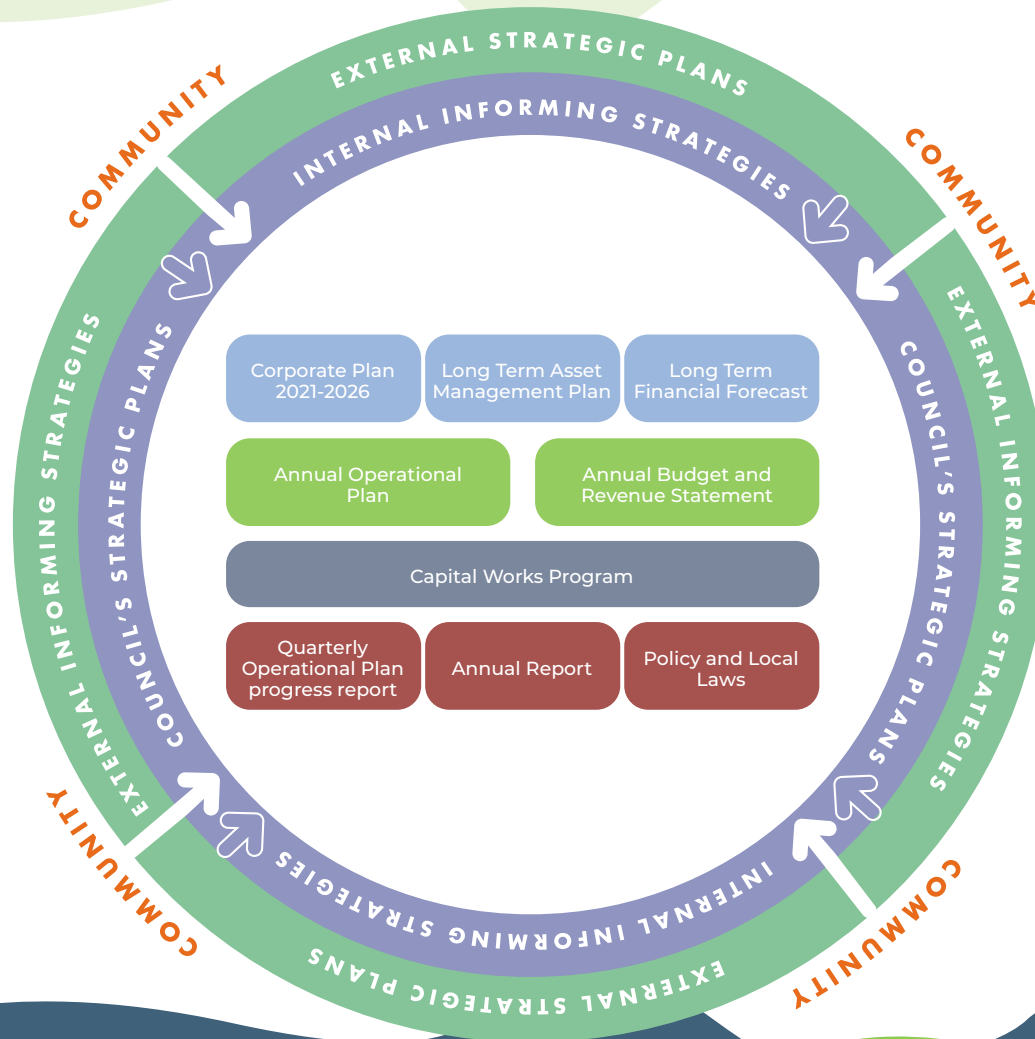 EXTERNAL STRATEGIC PLANS
INTERNAL INFORMING STRATEGIES
COMMUNITY
COMMUNITY
EXTERNAL INFORMING STRATEGIES
COUNCIL'S STRATEGIC PLANS
COUNCIL'S STRATEGIC PLANS
EXTERNAL INFORMING STRATEGIES
Corporate Plan
2021-2026
Long Term Asset
Management Plan
Long Term
Financial Forecast
Annual Operational
Plan
Annual Budget and
Revenue Statement
Capital Works Program
Quarterly
Operational Plan
progress report
Annual Report
Policy and Local
Laws
COMMUNITY
COMMUNITY
INTERNAL INFORMING STRATEGIES
EXTERNAL STRATEGIC PLANS